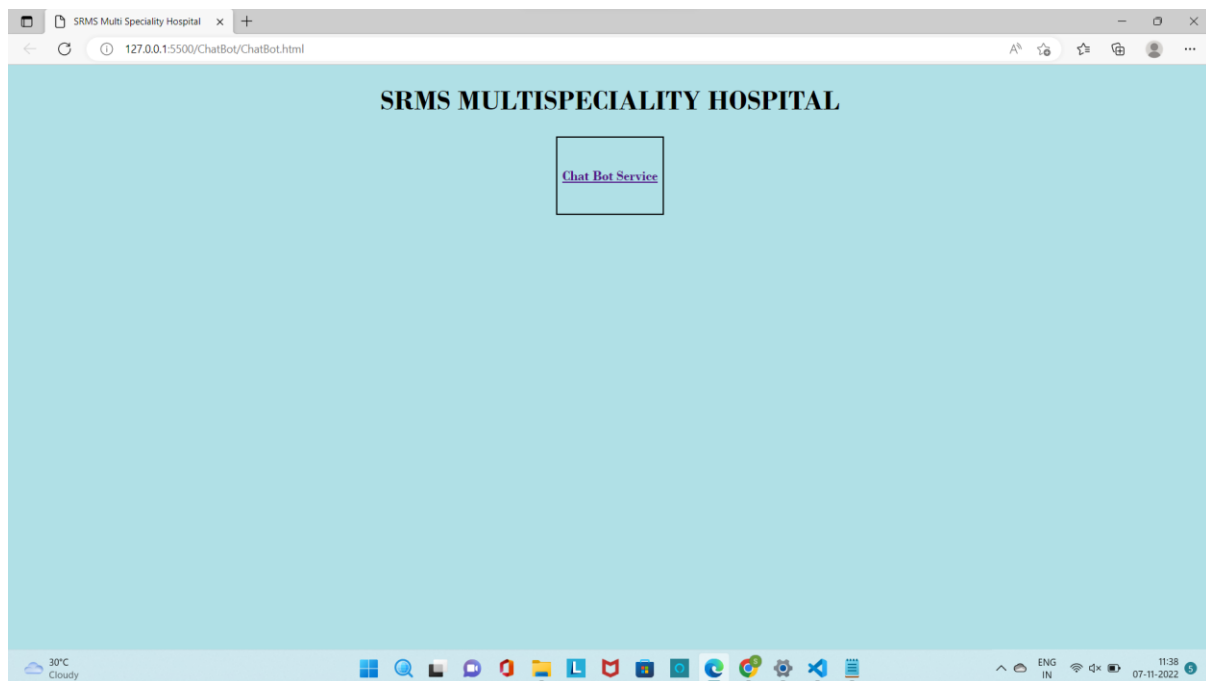 SRMS Multi Speciality Hospital
127.0.0.1:5500/ChatBot/ChatBot.html
SRMS MULTISPECIALITY HOSPITAL
Chat Bot Service
30°C
Cloudy
ENG
IN
11:38
07-11-2022
5